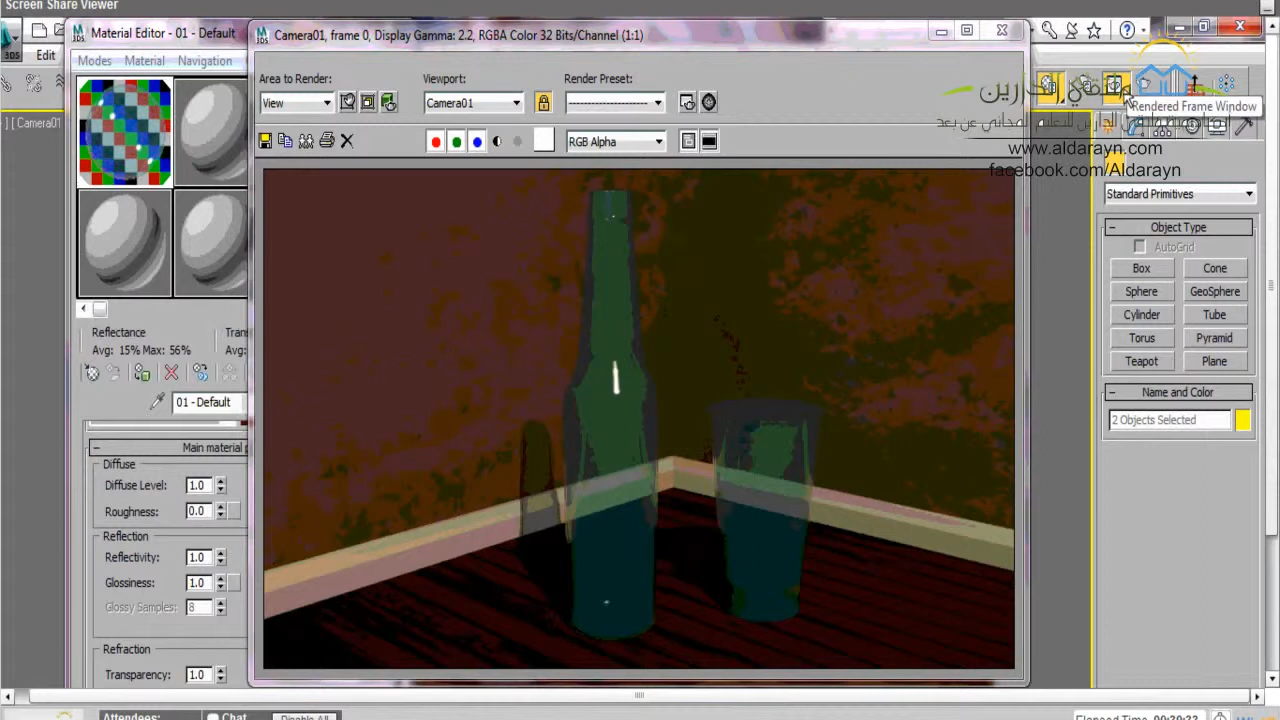 Screen Share Viewer
Material Editor - 01 - Default
Camera01, frame 0, Display Gamma: 2.2, RGBA Color 32 Bits/Channel (1:1)
3DS
Edit
Modes Material Navigation
Area to Render:
Viewport:
Render Preset:
View
Camera01
RGB Alpha
] [ Camera01
Rendered Frame Window
www.aldarayn.com
facebook.com/Aldarayn
Standard Primitives
Object Type
AutoGrid
Box Cone
Sphere GeoSphere
Cylinder Tube
Torus Pyramid
Teapot Plane
Name and Color
2 Objects Selected
Reflectance
Avg: 15% Max: 56%
01 - Default
Main material
Diffuse
Diffuse Level: 1.0
Roughness: 0.0
Reflection
Reflectivity: 1.0
Glossiness: 1.0
Glossy Samples: 8
Refraction
Transparency: 1.0
Attendees:
Chat
Disable All